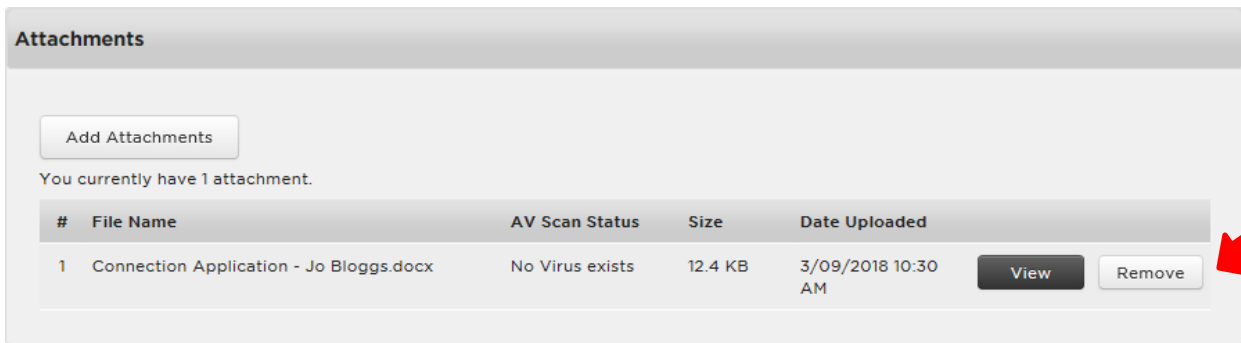 Attachments
Add Attachments
You currently have 1 attachment.
# File Name AV Scan Status Size Date Uploaded
1 Connection Application - Jo Bloggs.docx No Virus exists 12.4 KB 3/09/2018 10:30 View Remove
AM